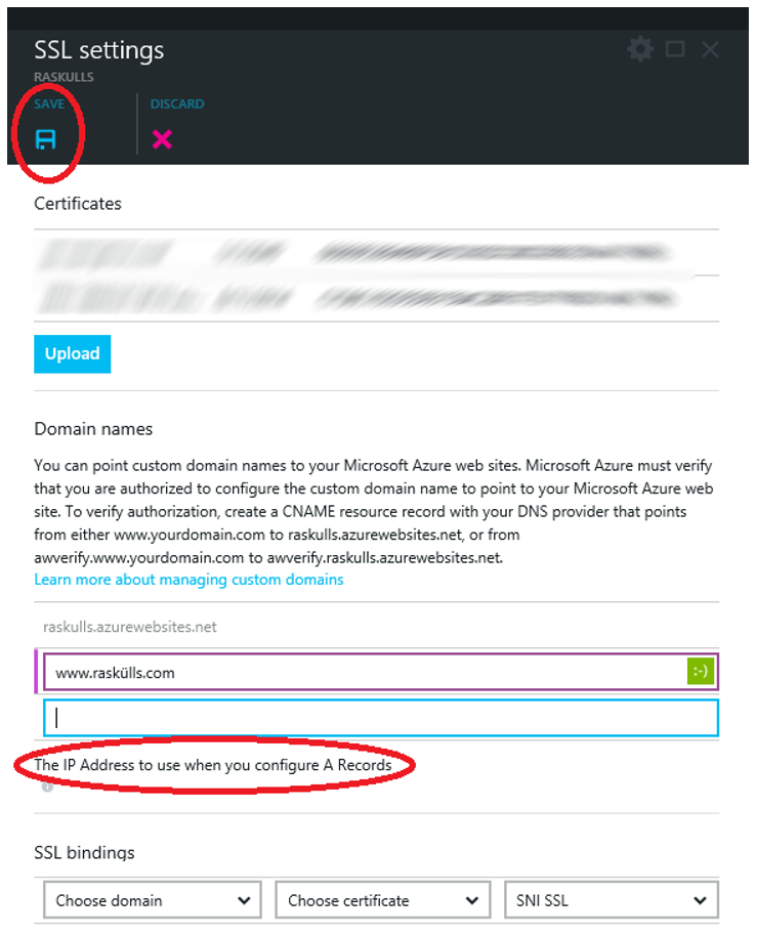 SSL settings
RASKULLS
SAVE
DISCARD
Certificates
Upload
Domain names
You can point custom domain names to your Microsoft Azure web sites. Microsoft Azure must verify
that you are authorized to configure the custom domain name to point to your Microsoft Azure web
site. To verify authorization, create a CNAME resource record with your DNS provider that points
from either www.yourdomain.com to raskulls.azurewebsites.net, or from
awverify.www.yourdomain.com to awverify.raskulls.azurewebsites.net.
Learn more about managing custom domains
raskulls.azurewebsites.net
www.raskülls.com :-)
The IP Address to use when you configure A Records
SSL bindings
Choose domain Choose certificate SNI SSL